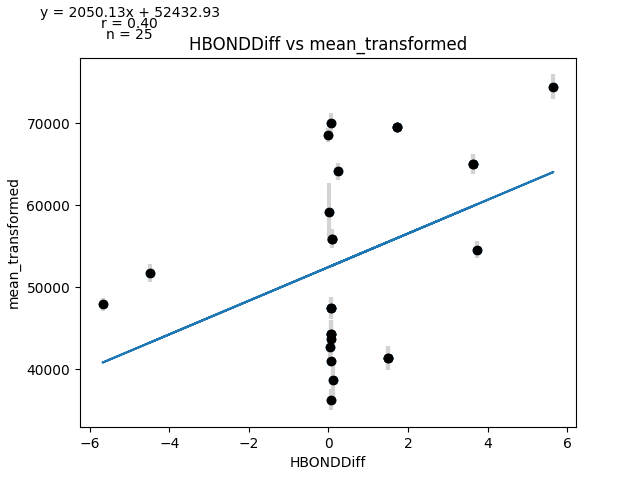 y = 2050.13x + 52432.93
r = 0.40
n = 25
HBONDDiff vs mean_transformed
70000
60000
50000
40000
mean_transformed
−6
−4
−2
0
2
4
6
HBONDDiff